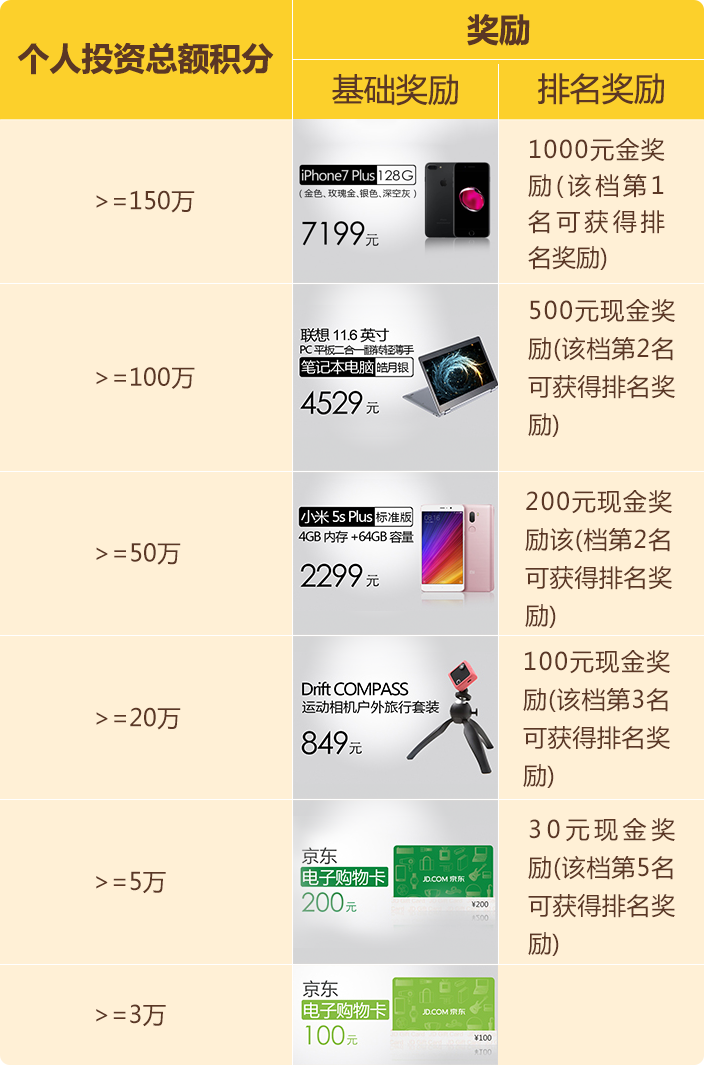 个人投资总额积分
奖励
基础奖励
排名奖励
>=150万
iPhone7 Plus 128G
(金色、玫瑰金、银色、深空灰)
7199元
1000元金奖
励(该档第1
名可获得排
名奖励)
>=100万
联想 11.6 英寸
PC 平板二合一翻转轻薄手
笔记本电脑 皓月银
4529 元
500元现金奖
励(该档第2名
可获得排名奖
励)
>=50万
小米 5s Plus 标准版
4GB 内存 +64GB 容量
2299 元
08:16
200元现金奖
励该(档第2名
可获得排名奖
励)
>=20万
Drift COMPASS
运动相机户外旅行套装
849元
100元现金奖
励(该档第3名
可获得排名奖
励)
>=5万
京东
电子购物卡
200元
JD.COM 京东
¥200
30元现金奖
励(该档第5名
可获得排名奖
励)
>=3万
京东
电子购物卡
100元
JD.COM 京东
¥100